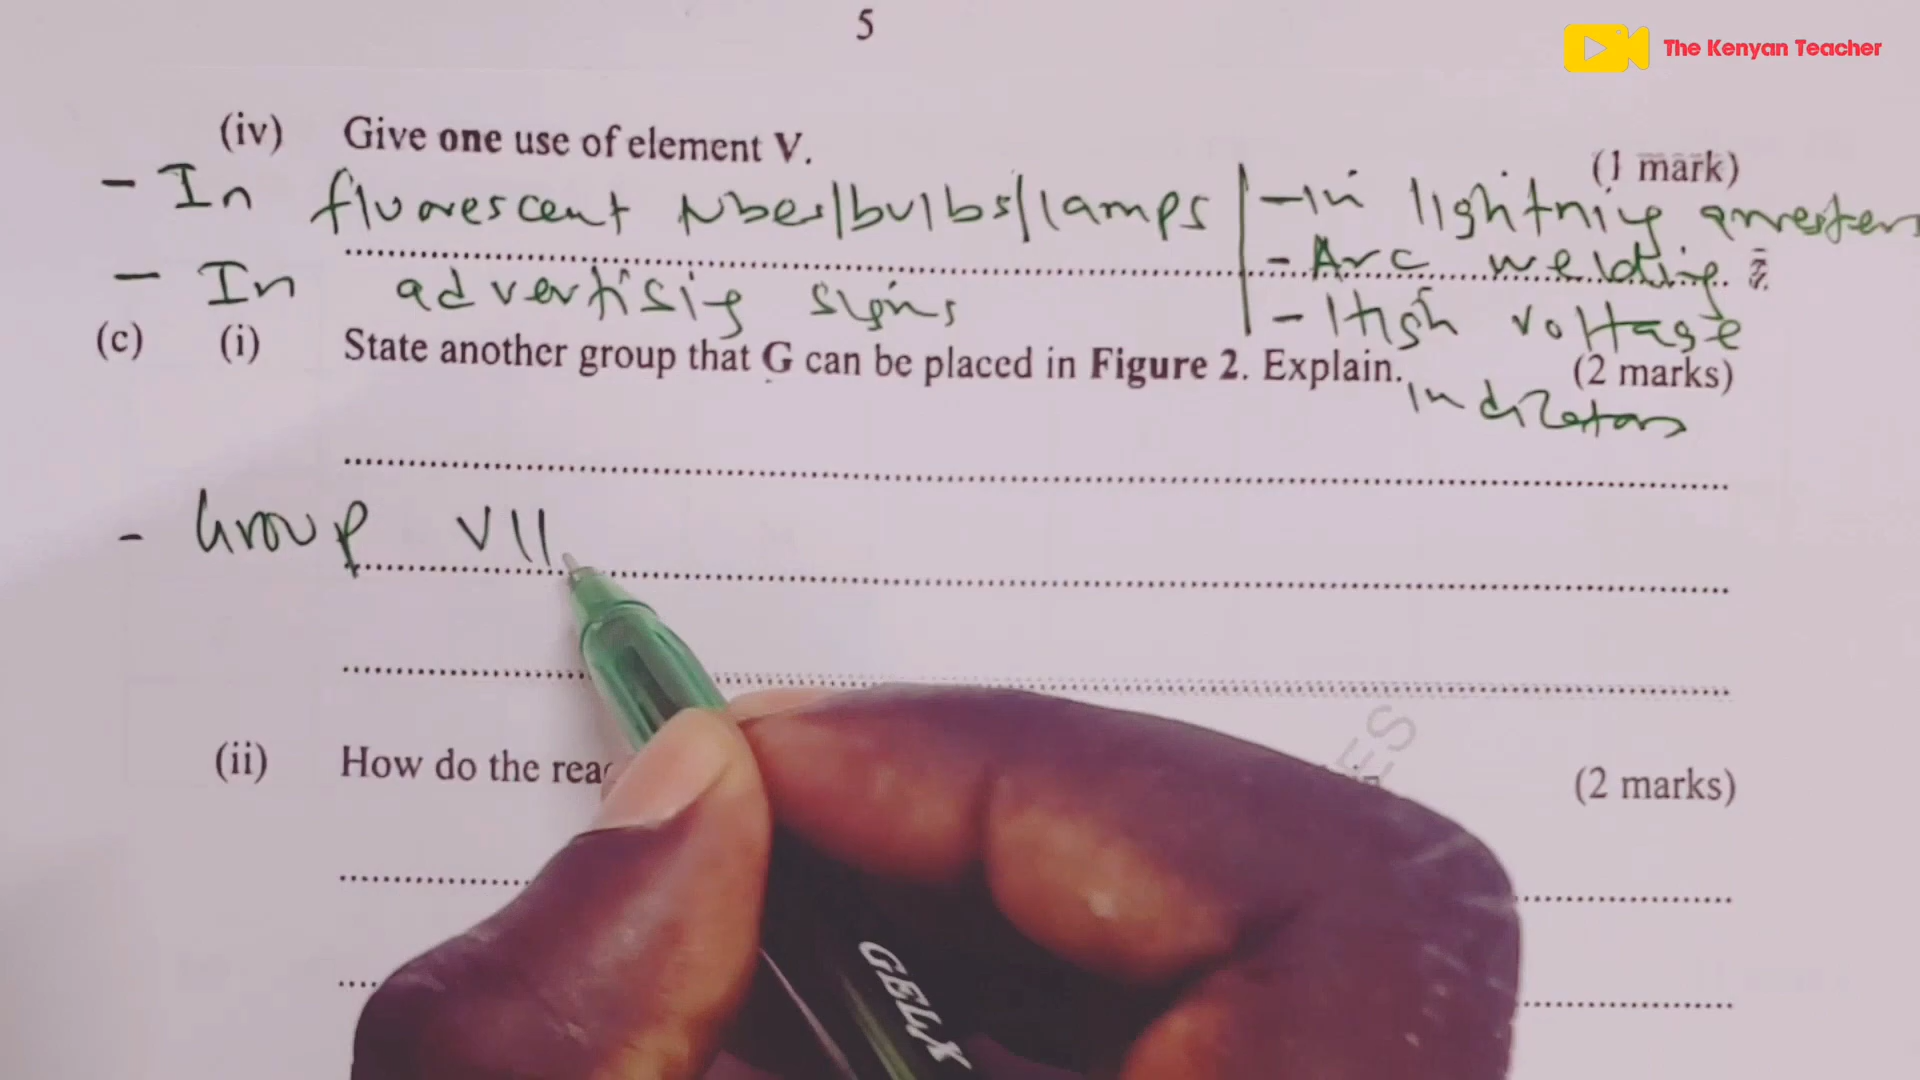 5
The Kenyan Teacher
(iv) Give one use of element V.
(1 mark)
- In fluorescent tubes/bulbs/lamps
- In lightning arresters
- Arc welding
- In advertising signs
- High voltage
indicators
(c) (i) State another group that G can be placed in Figure 2. Explain. (2 marks)
- Group VII
ES
(ii) How do the (2 marks)
GELX